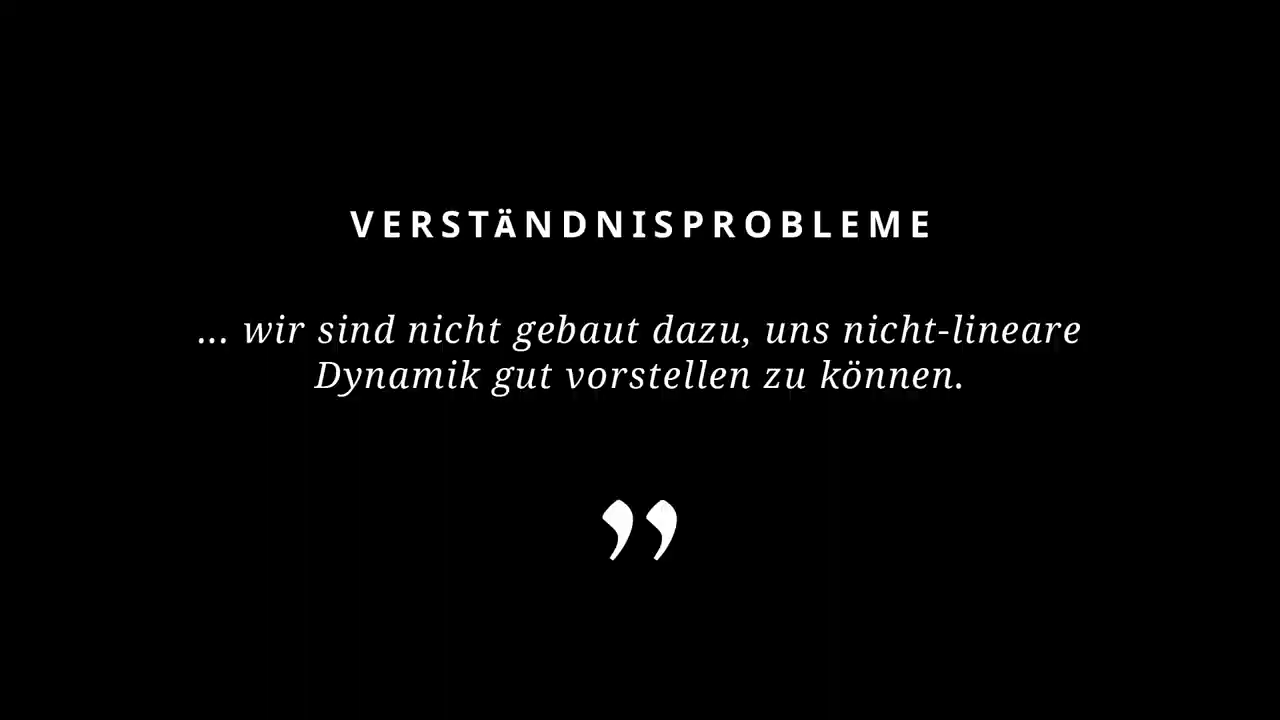 VERSTÄNDNISPROBLEME
... wir sind nicht gebaut dazu, uns nicht-lineare
Dynamik gut vorstellen zu können.
”